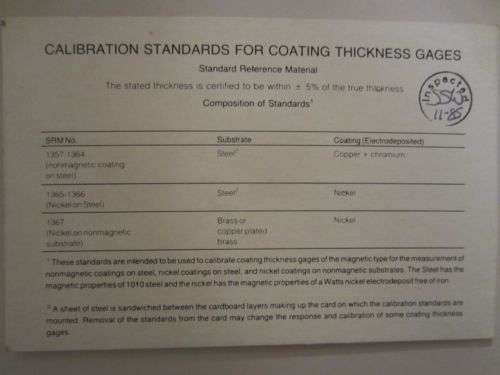 CALIBRATION STANDARDS FOR COATING THICKNESS GAGES
Standard Reference Material
The stated thickness is certified to be within ± 5% of the true thickness
Composition of Standards¹
Inspected
SSW
11-85
SRM No. Substrate Coating (Electrodeposited)
1357-1364 Steel² Copper + chromium
(nonmagnetic coating
on steel)
1365-1366 Steel² Nickel
(Nickel on Steel)
1367 Brass or Nickel
(Nickel on nonmagnetic copper plated
substrate) brass
¹ These standards are intended to be used to calibrate coating thickness gages of the magnetic type for the measurement of
nonmagnetic coatings on steel, nickel coatings on steel, and nickel coatings on nonmagnetic substrates. The Steel has the
magnetic properties of 1010 steel and the nickel has the magnetic properties of a Watts nickel electrodeposit free of iron.
² A sheet of steel is sandwiched between the cardboard layers making up the card on which the calibration standards are
mounted. Removal of the standards from the card may change the response and calibration of some coating thickness
gages.